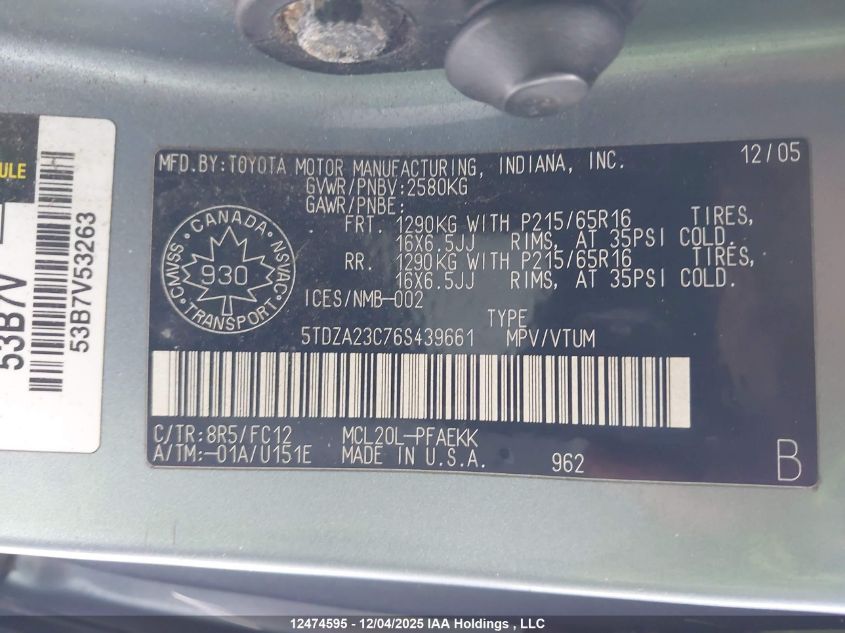 ULE
53B7V
53B7V53263
MFD.BY:TOYOTA MOTOR MANUFACTURING, INDIANA, INC. 12/05
GVWR/PNBV:2580KG
GAWR/PNBE:
FRT. 1290KG WITH P215/65R16 TIRES,
16X6.5JJ RIMS, AT 35PSI COLD.
RR. 1290KG WITH P215/65R16 TIRES,
16X6.5JJ RIMS, AT 35PSI COLD.
ICES/NMB-002
CANADA
CMVSS
NSVAC
930
TRANSPORT
TYPE
5TDZA23C76S439661 MPV/VTUM
C/TR:8R5/FC12 MCL20L-PFAEKK
A/TM:-01A/U151E MADE IN U.S.A. 962 B
12474595 - 12/04/2025 IAA Holdings , LLC